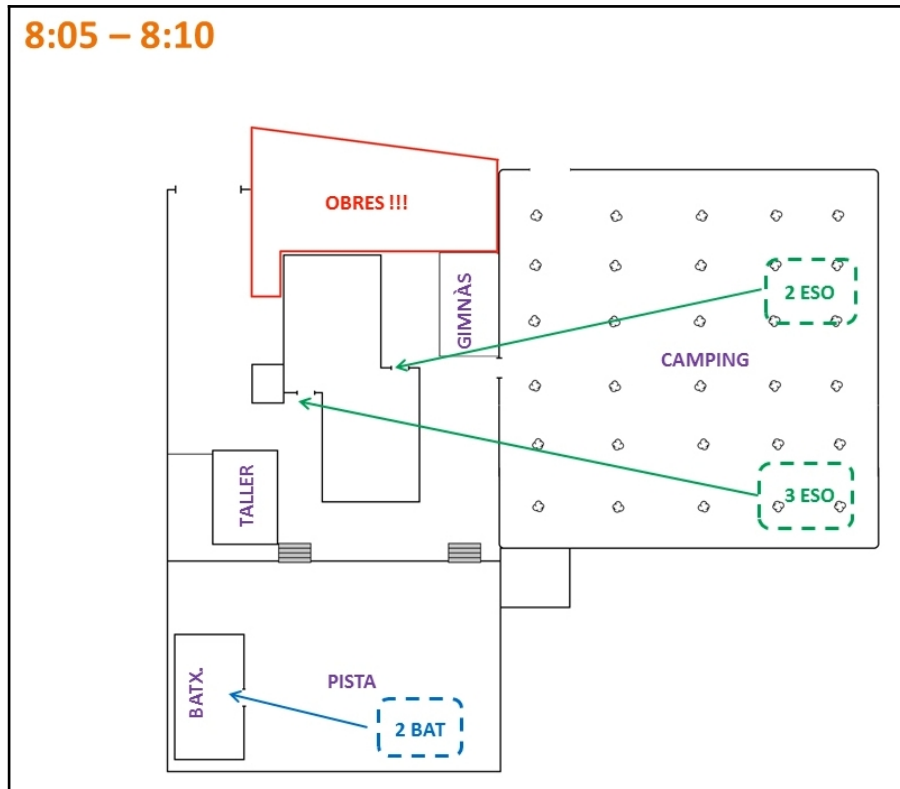 8:05 – 8:10
OBRES !!!
GIMNÀS
2 ESO
CAMPING
TALLER
3 ESO
BATX.
PISTA
2 BAT